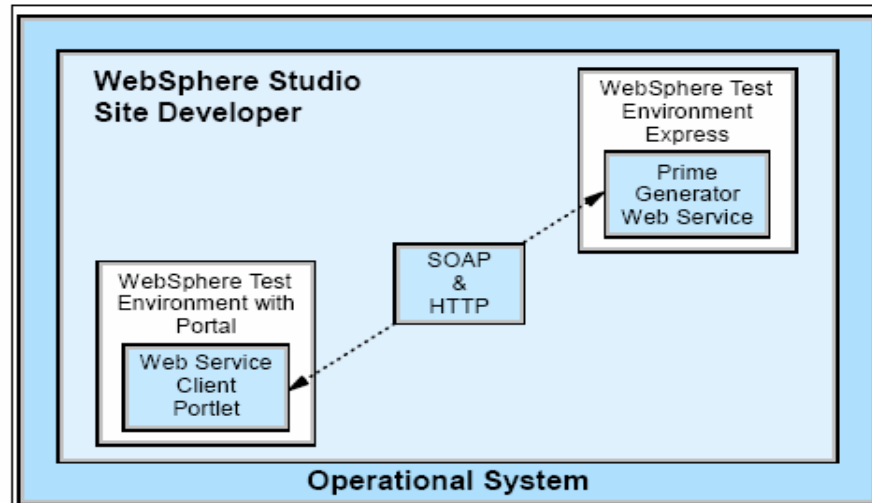 WebSphere Studio
Site Developer
WebSphere Test
Environment
Express
Prime
Generator
Web Service
SOAP
&
HTTP
WebSphere Test
Environment with
Portal
Web Service
Client
Portlet
Operational System